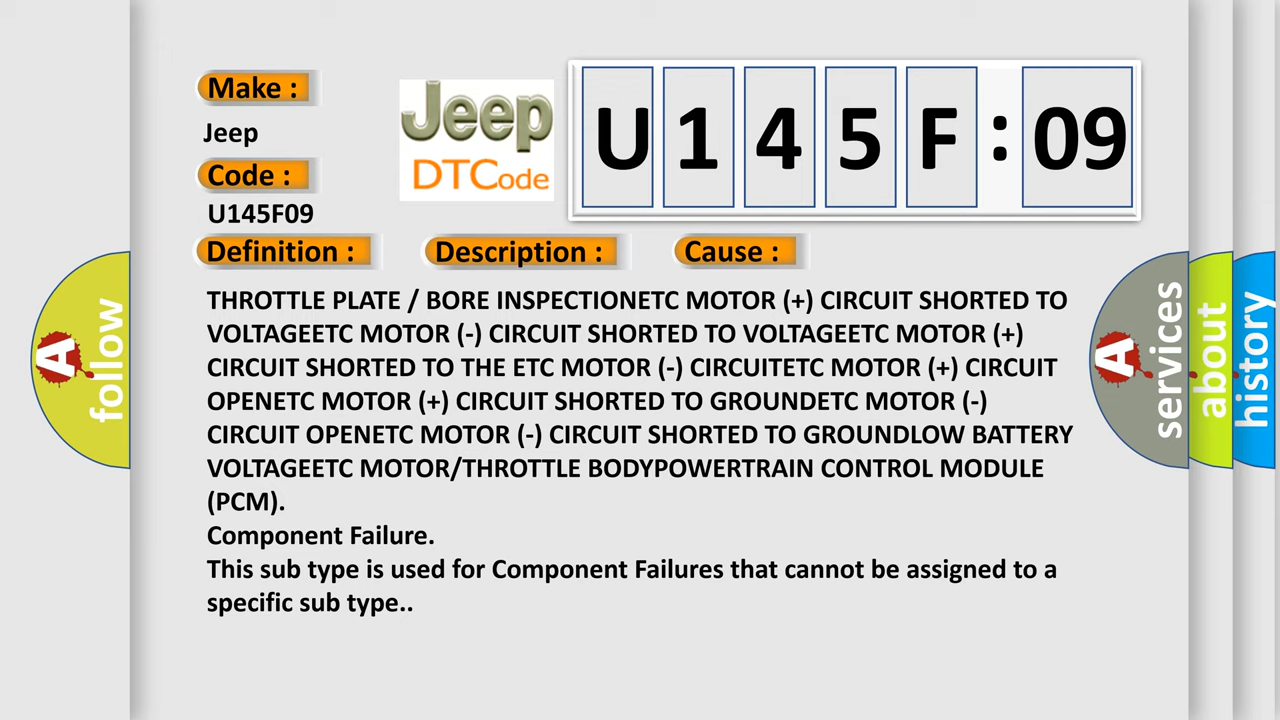 Make :
Jeep
Code :
U145F09
Jeep
DTCode
U145F:09
Definition :
Description :
Cause :
THROTTLE PLATE / BORE INSPECTIONETC MOTOR (+) CIRCUIT SHORTED TO
VOLTAGEETC MOTOR (-) CIRCUIT SHORTED TO VOLTAGEETC MOTOR (+)
CIRCUIT SHORTED TO THE ETC MOTOR (-) CIRCUITETC MOTOR (+) CIRCUIT
OPENETC MOTOR (+) CIRCUIT SHORTED TO GROUNDETC MOTOR (-)
CIRCUIT OPENETC MOTOR (-) CIRCUIT SHORTED TO GROUNDLOW BATTERY
VOLTAGEETC MOTOR/THROTTLE BODYPOWERTRAIN CONTROL MODULE
(PCM).
Component Failure.
This sub type is used for Component Failures that cannot be assigned to a
specific sub type..
A
follow
A
services
about
history